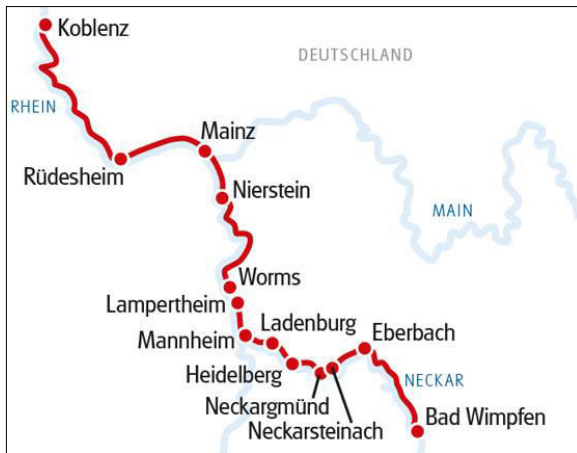 Koblenz
DEUTSCHLAND
RHEIN
Mainz
Rüdesheim
Nierstein
MAIN
Worms
Lampertheim
Ladenburg
Mannheim
Eberbach
Heidelberg
NECKAR
Neckargmünd
Bad Wimpfen
Neckarsteinach